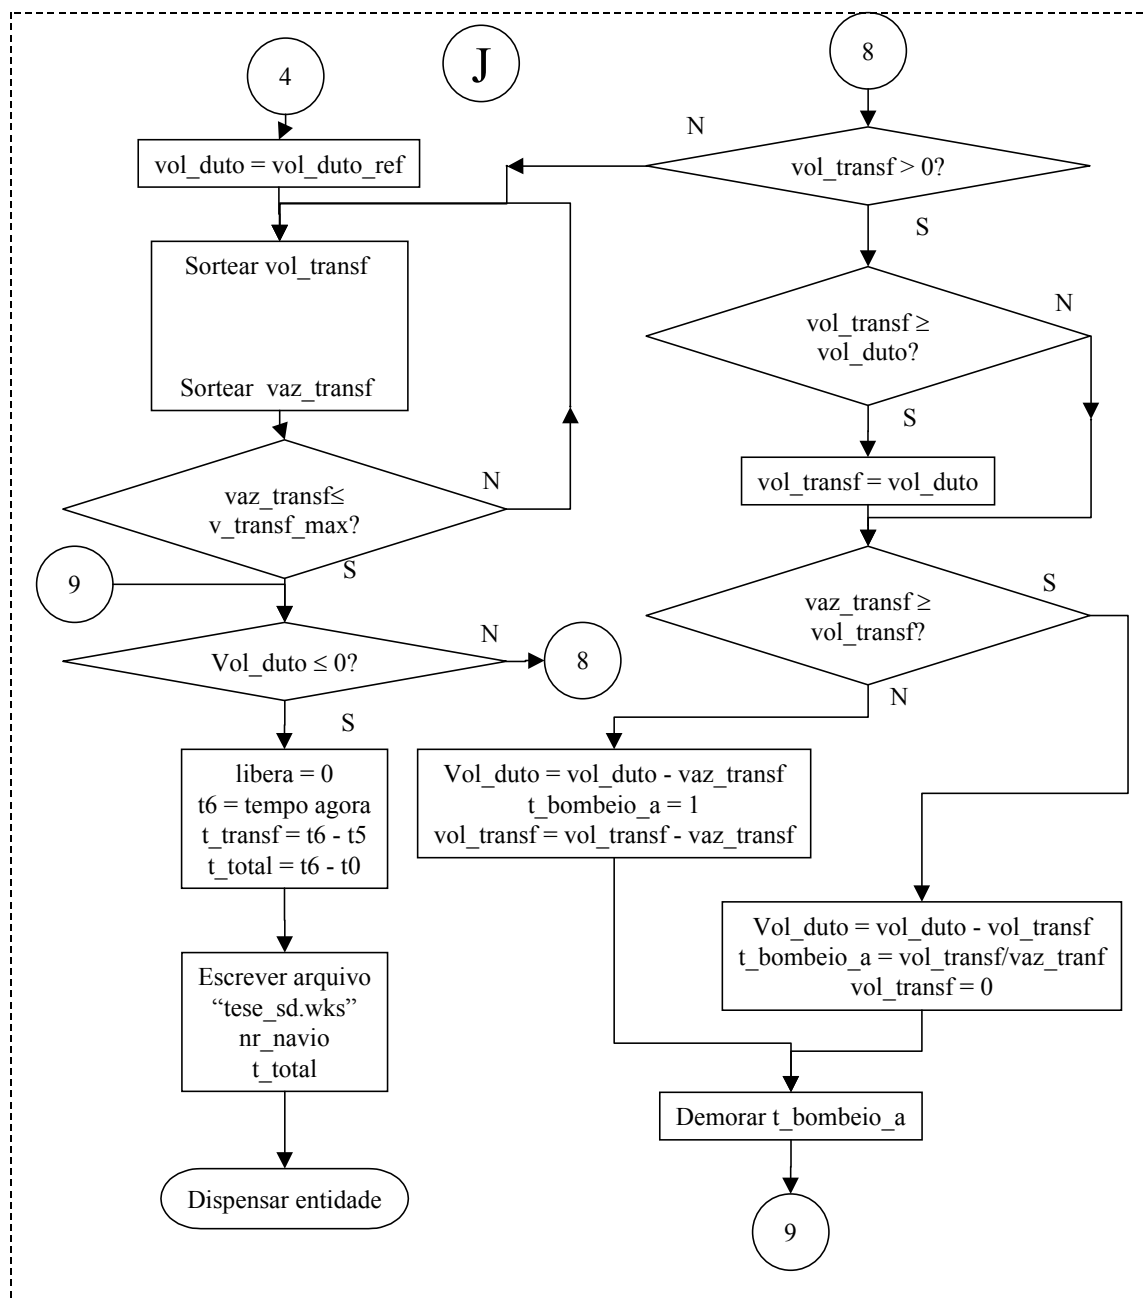 4
J
8
vol_duto = vol_duto_ref
N
vol_transf > 0?
S
Sortear vol_transf
Sortear vaz_transf
N
vol_transf ≥
vol_duto?
S
vol_transf = vol_duto
vaz_transf≤
v_transf_max?
N
S
9
vaz_transf ≥
vol_transf?
S
N
Vol_duto ≤ 0?
N
8
S
libera = 0
t6 = tempo agora
t_transf = t6 - t5
t_total = t6 - t0
Vol_duto = vol_duto - vaz_transf
t_bombeio_a = 1
vol_transf = vol_transf - vaz_transf
Vol_duto = vol_duto - vol_transf
t_bombeio_a = vol_transf/vaz_tranf
vol_transf = 0
Escrever arquivo
“tese_sd.wks”
nr_navio
t_total
Demorar t_bombeio_a
Dispensar entidade
9